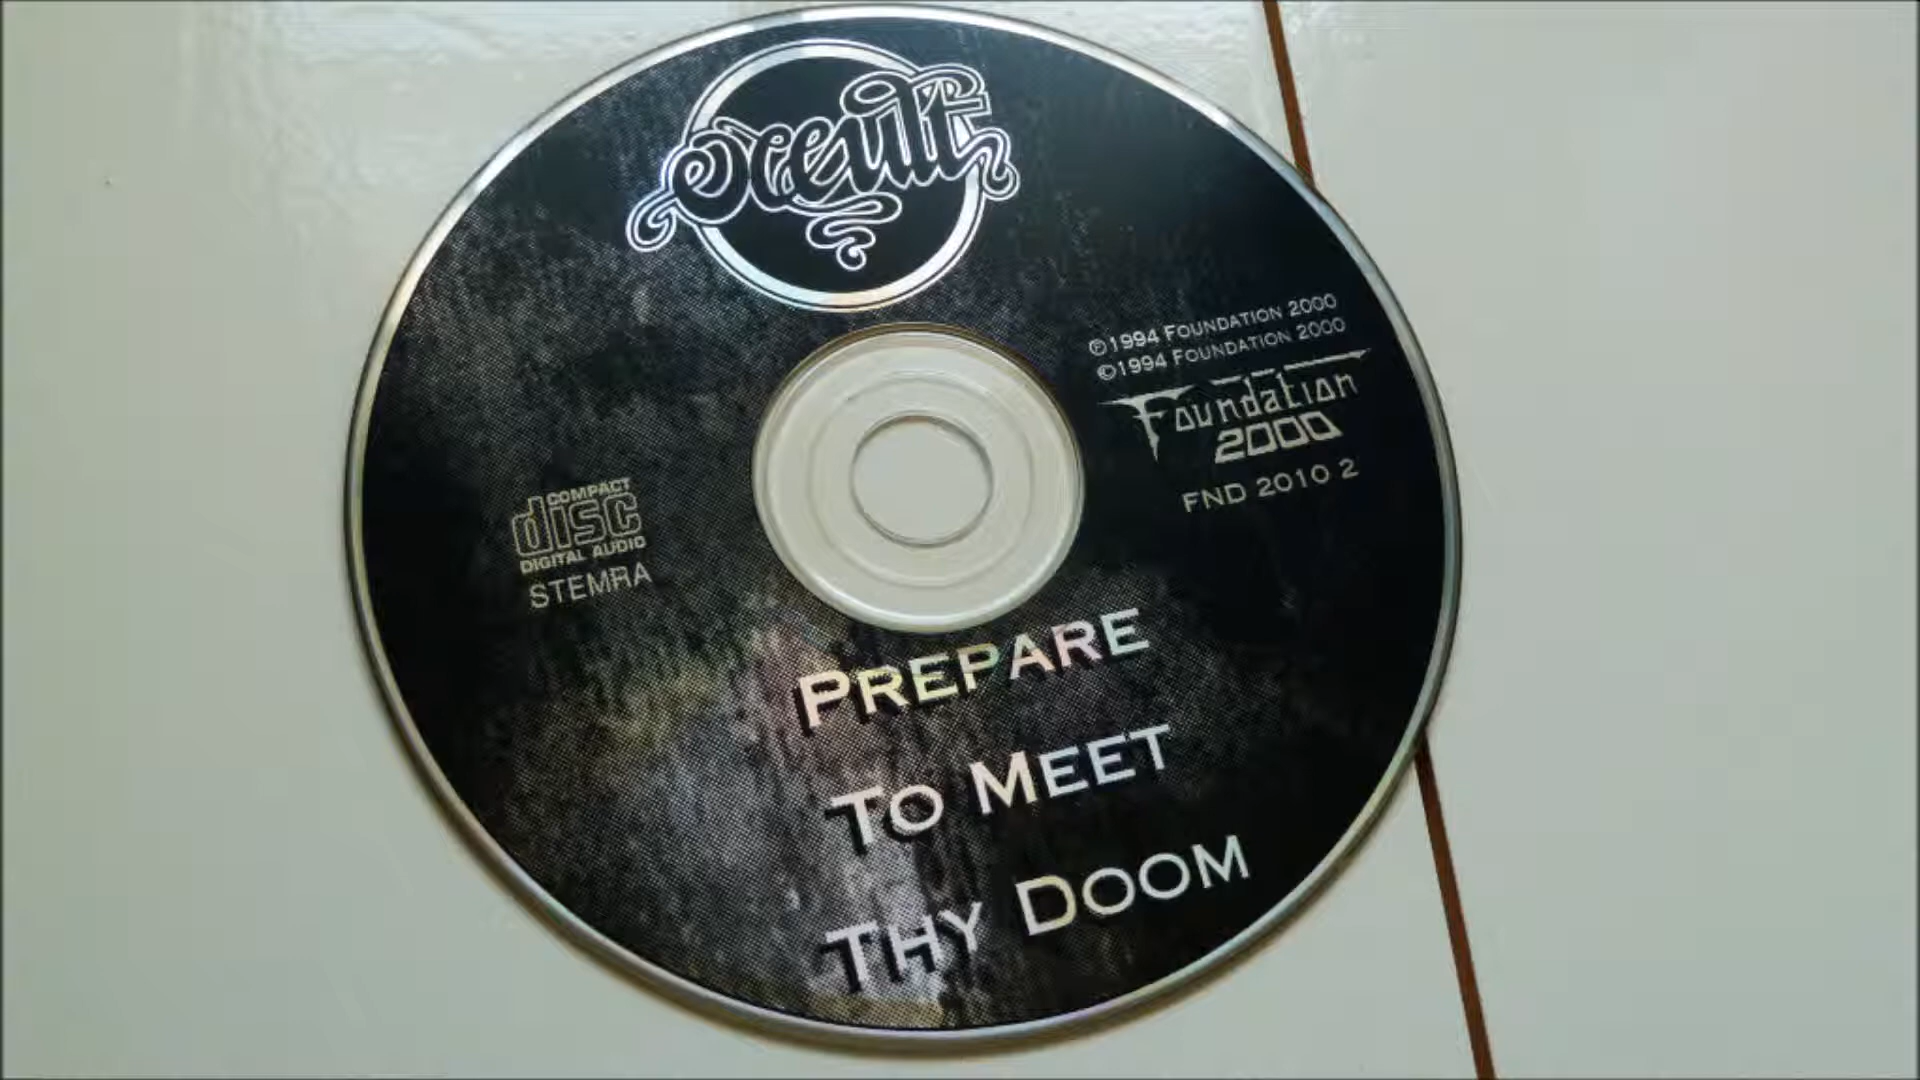 Occult
℗1994 FOUNDATION 2000
©1994 FOUNDATION 2000
Foundation
2000
FND 2010 2
COMPACT
disc
DIGITAL AUDIO
STEMRA
PREPARE
TO MEET
THY DOOM